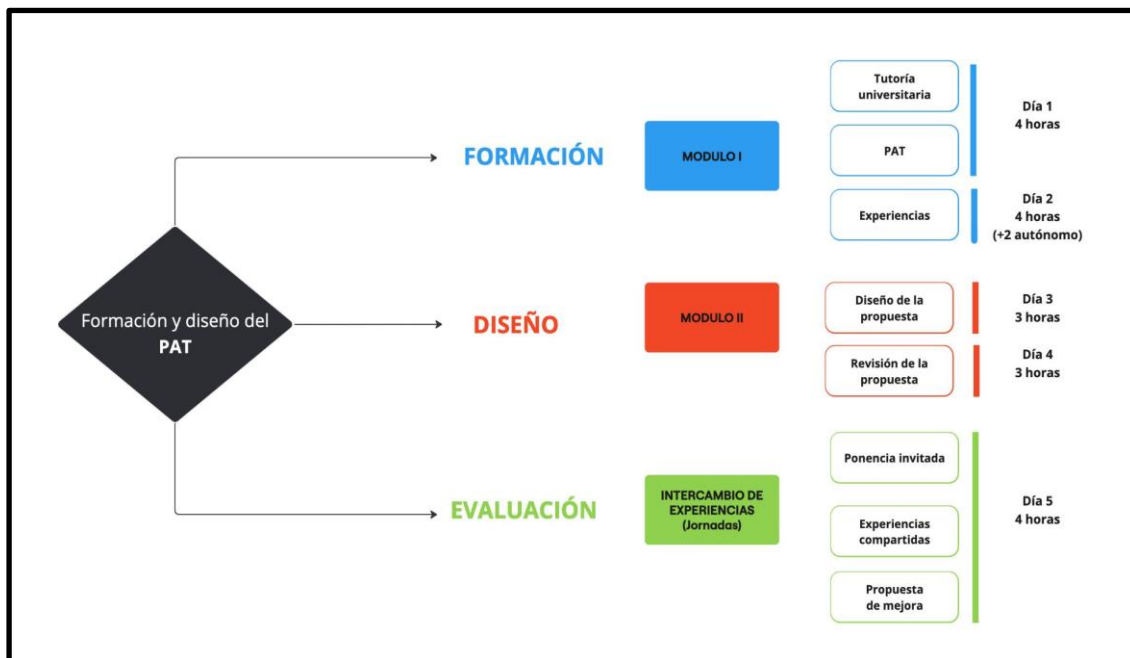 Formación y diseño del
PAT
FORMACIÓN
MODULO I
Tutoría
universitaria
PAT
Experiencias
Día 1
4 horas
Día 2
4 horas
(+2 autónomo)
DISEÑO
MODULO II
Diseño de la
propuesta
Revisión de la
propuesta
Día 3
3 horas
Día 4
3 horas
EVALUACIÓN
INTERCAMBIO DE
EXPERIENCIAS
(Jornadas)
Ponencia invitada
Experiencias
compartidas
Propuesta
de mejora
Día 5
4 horas